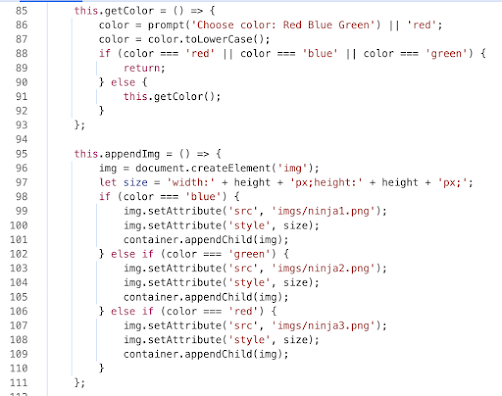 85 this.getColor = () => {
86 color = prompt('Choose color: Red Blue Green') || 'red';
87 color = color.toLowerCase();
88 if (color === 'red' || color === 'blue' || color === 'green') {
89 return;
90 } else {
91 this.getColor();
92 }
93 };
94
95 this.appendImg = () => {
96 img = document.createElement('img');
97 let size = 'width:' + height + 'px;height:' + height + 'px;';
98 if (color === 'blue') {
99 img.setAttribute('src', 'imgs/ninja1.png');
100 img.setAttribute('style', size);
101 container.appendChild(img);
102 } else if (color === 'green') {
103 img.setAttribute('src', 'imgs/ninja2.png');
104 img.setAttribute('style', size);
105 container.appendChild(img);
106 } else if (color === 'red') {
107 img.setAttribute('src', 'imgs/ninja3.png');
108 img.setAttribute('style', size);
109 container.appendChild(img);
110 }
111 };